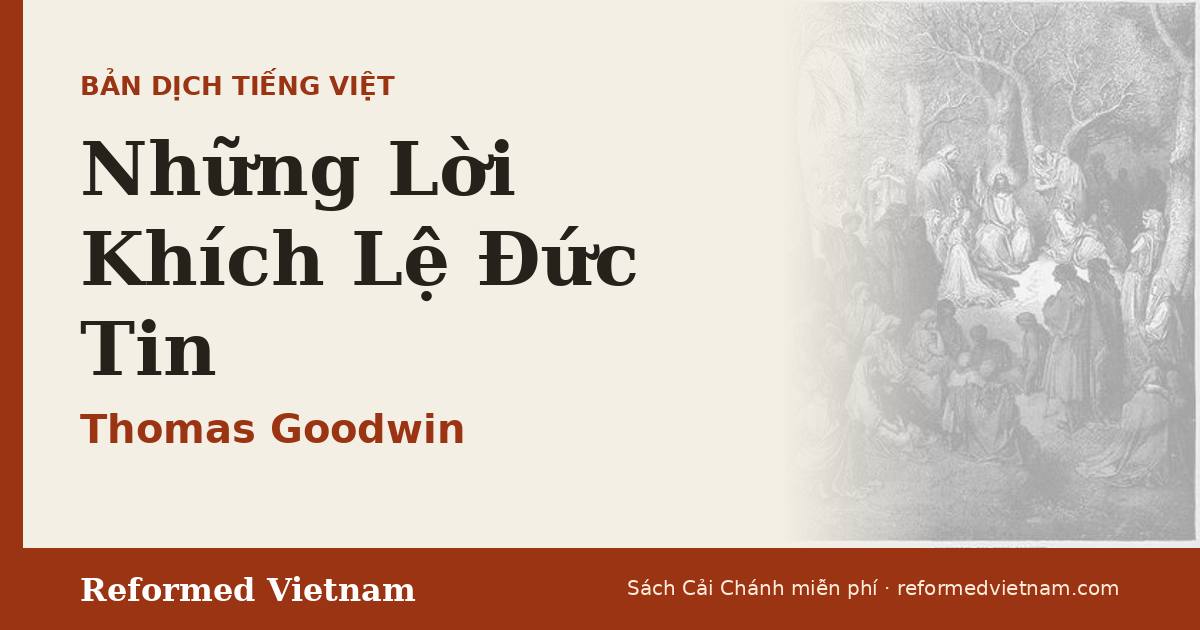 BẢN DỊCH TIẾNG VIỆT
Những Lời
Khích Lệ Đức
Tin
Thomas Goodwin
Reformed Vietnam
Sách Cải Chánh miễn phí · reformedvietnam.com